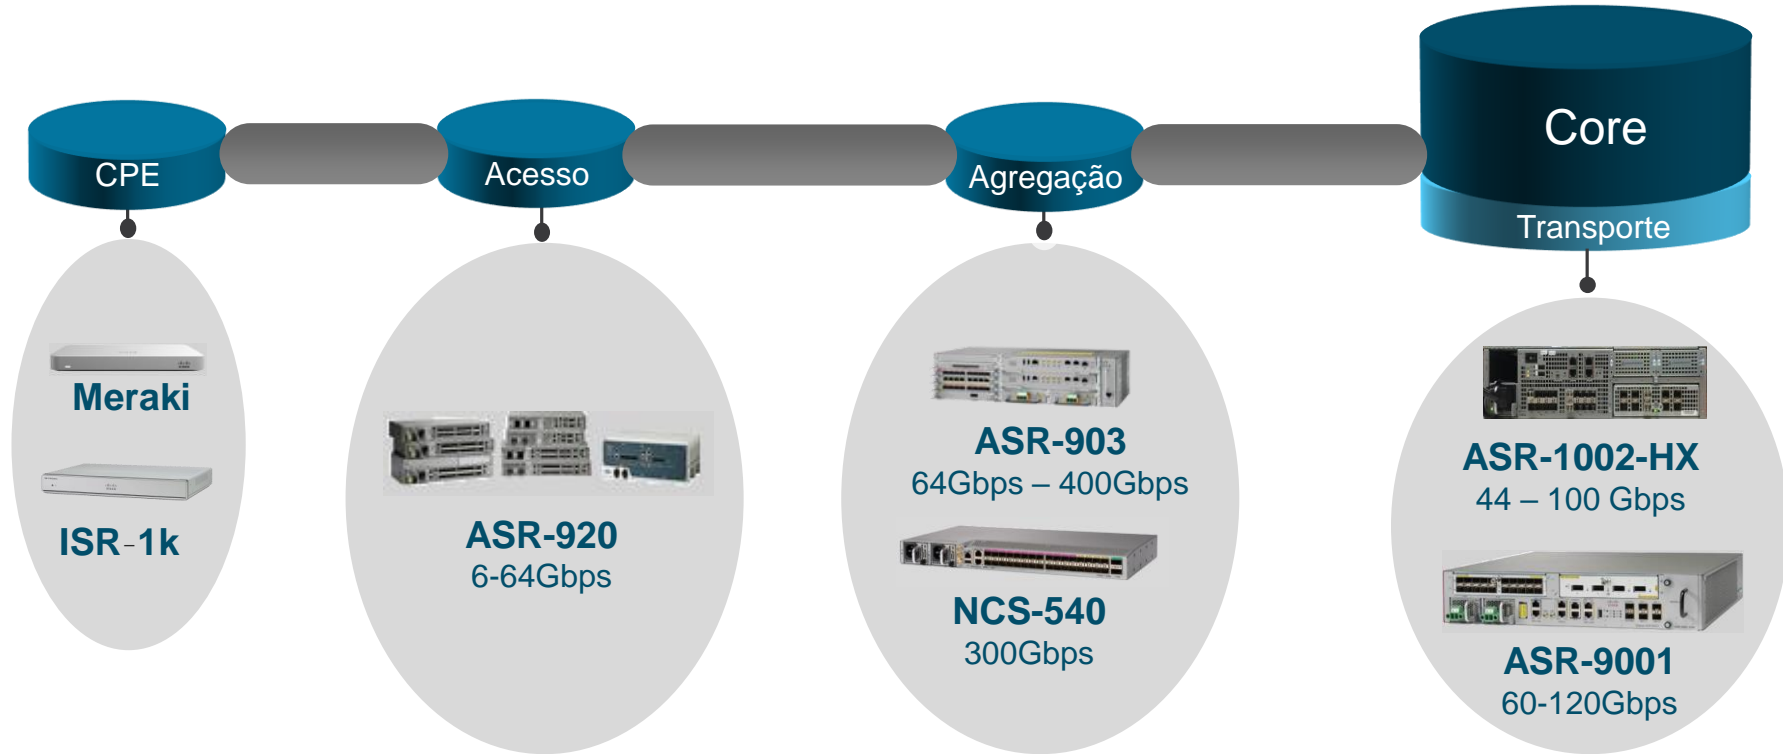 CPE
Acesso
Agregação
Core
Transporte
Meraki
ISR-1k
ASR-920
6-64Gbps
ASR-903
64Gbps – 400Gbps
NCS-540
300Gbps
ASR-1002-HX
44 – 100 Gbps
ASR-9001
60-120Gbps